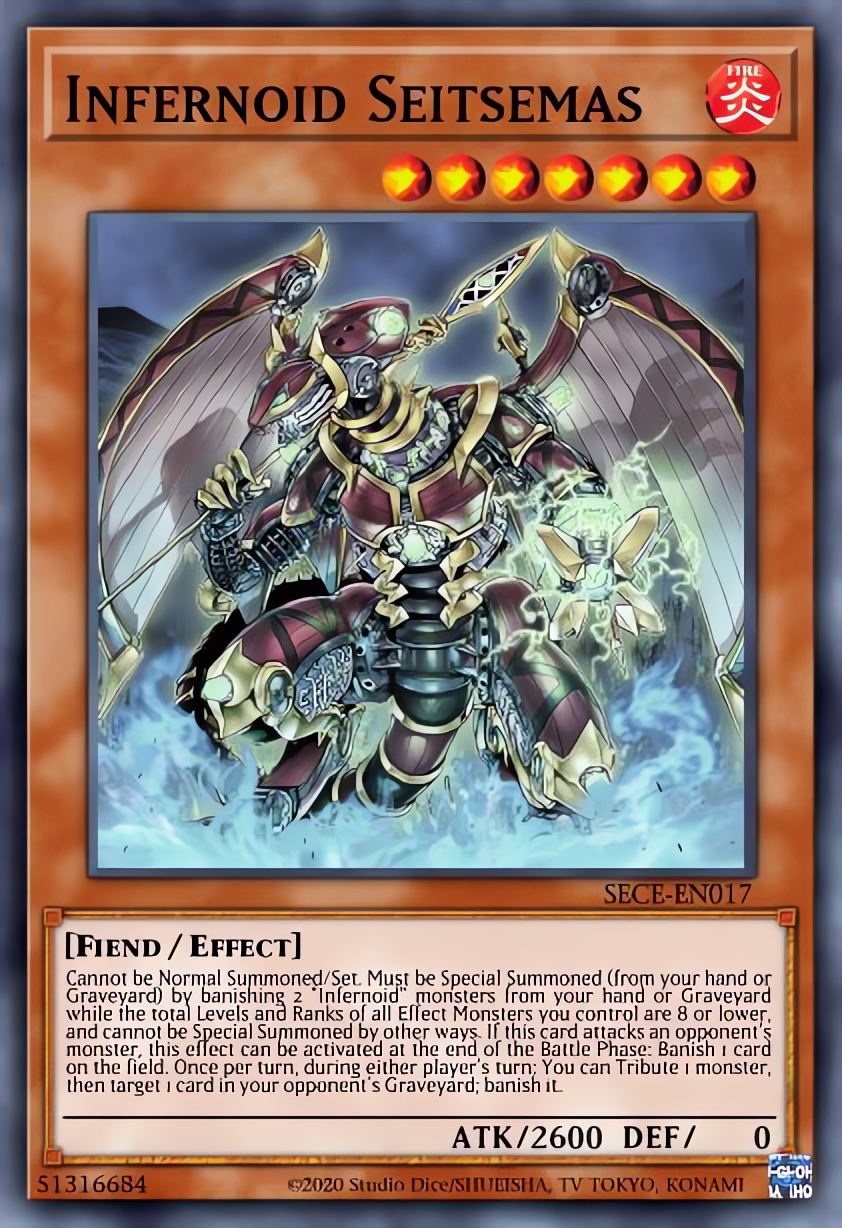 Infernoid Seitsemas
FIRE
炎
SECE-EN017
[Fiend / Effect]
Cannot be Normal Summoned/Set. Must be Special Summoned (from your hand or
Graveyard) by banishing 2 "Infernoid" monsters from your hand or Graveyard
while the total Levels and Ranks of all Effect Monsters you control are 8 or lower,
and cannot be Special Summoned by other ways. If this card attacks an opponent's
monster, this effect can be activated at the end of the Battle Phase: Banish 1 card
on the field. Once per turn, during either player's turn: You can Tribute 1 monster,
then target 1 card in your opponent's Graveyard; banish it.
ATK/2600 DEF/ 0
51316684
©2020 Studio Dice/SHUEISHA, TV TOKYO, KONAMI